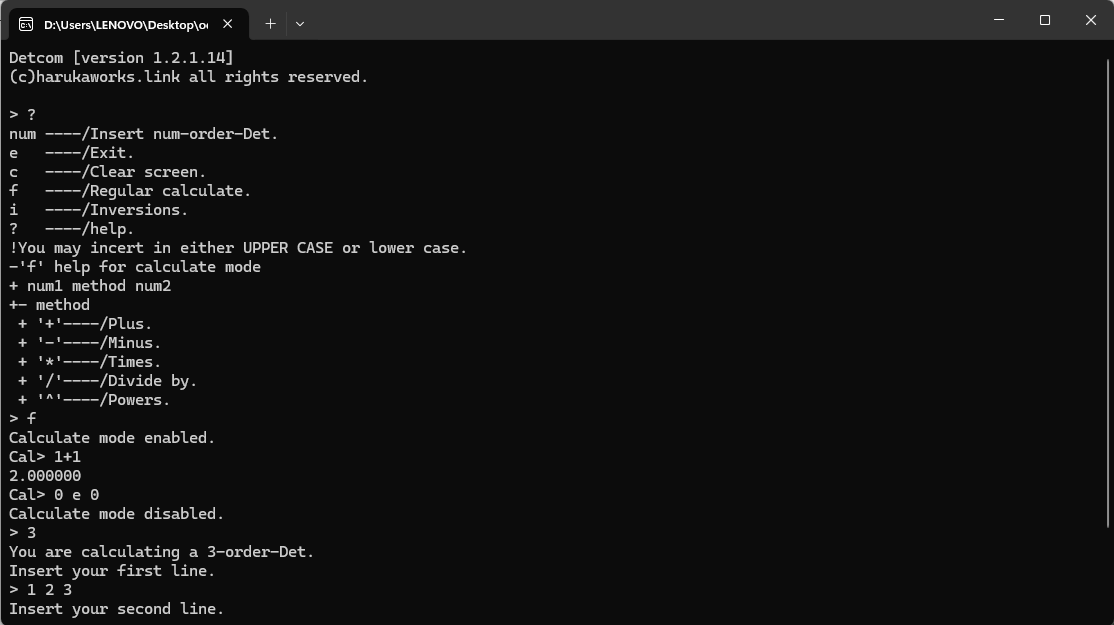 D:\Users\LENOVO\Desktop\
Detcom [version 1.2.1.14]
(c)harukaworks.link all rights reserved.
> ?
num ----/Insert num-order-Det.
e   ----/Exit.
c   ----/Clear screen.
f   ----/Regular calculate.
i   ----/Inversions.
?   ----/help.
!You may incert in either UPPER CASE or lower case.
-'f' help for calculate mode
+ num1 method num2
+- method
 + '+'----/Plus.
 + '-'----/Minus.
 + '*'----/Times.
 + '/'----/Divide by.
 + '^'----/Powers.
> f
Calculate mode enabled.
Cal> 1+1
2.000000
Cal> 0 e 0
Calculate mode disabled.
> 3
You are calculating a 3-order-Det.
Insert your first line.
> 1 2 3
Insert your second line.